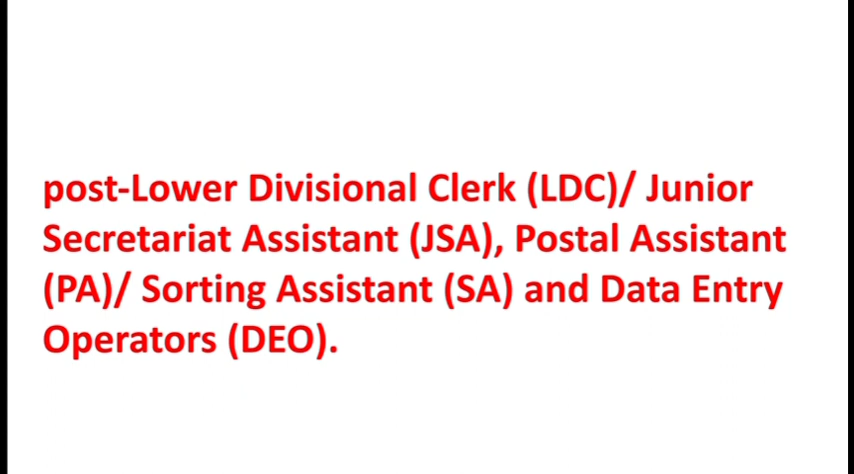 post-Lower Divisional Clerk (LDC)/ Junior
Secretariat Assistant (JSA), Postal Assistant
(PA)/ Sorting Assistant (SA) and Data Entry
Operators (DEO).